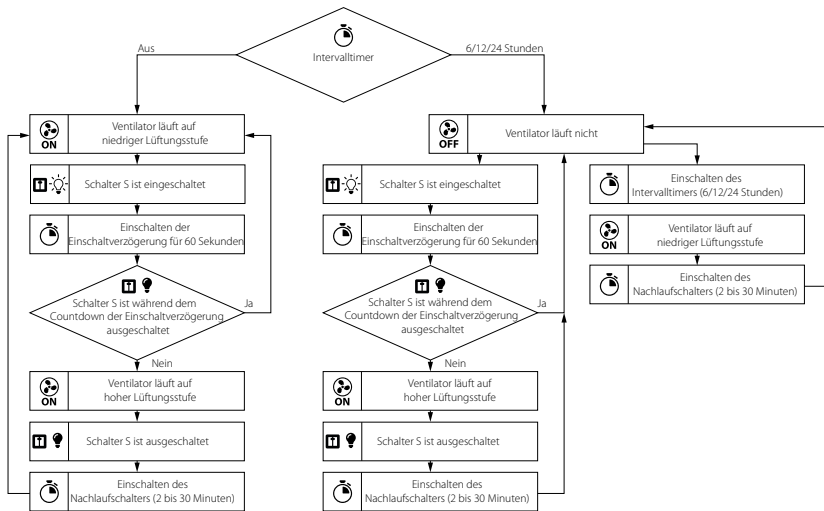 Intervalltimer
Aus
6/12/24 Stunden
ON
Ventilator läuft auf
niedriger Lüftungsstufe
Schalter S ist eingeschaltet
Einschalten der
Einschaltverzögerung für 60 Sekunden
Schalter S ist während dem
Countdown der Einschaltverzögerung
ausgeschaltet
Ja
Nein
ON
Ventilator läuft auf
hoher Lüftungsstufe
Schalter S ist ausgeschaltet
Einschalten des
Nachlaufschalters (2 bis 30 Minuten)
OFF
Ventilator läuft nicht
Schalter S ist eingeschaltet
Einschalten der
Einschaltverzögerung für 60 Sekunden
Schalter S ist während dem
Countdown der Einschaltverzögerung
ausgeschaltet
Ja
Nein
ON
Ventilator läuft auf
hoher Lüftungsstufe
Schalter S ist ausgeschaltet
Einschalten des
Nachlaufschalters (2 bis 30 Minuten)
Einschalten des
Intervalltimers (6/12/24 Stunden)
ON
Ventilator läuft auf
niedriger Lüftungsstufe
Einschalten des
Nachlaufschalters (2 bis 30 Minuten)